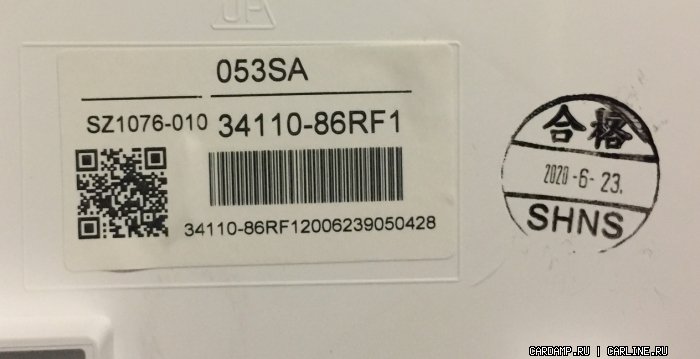 053SA
SZ1076-010 34110-86RF1
34110-86RF12006239050428
合格
2020-6-23.
SHNS
CARDAMP.RU | CARLINE.RU